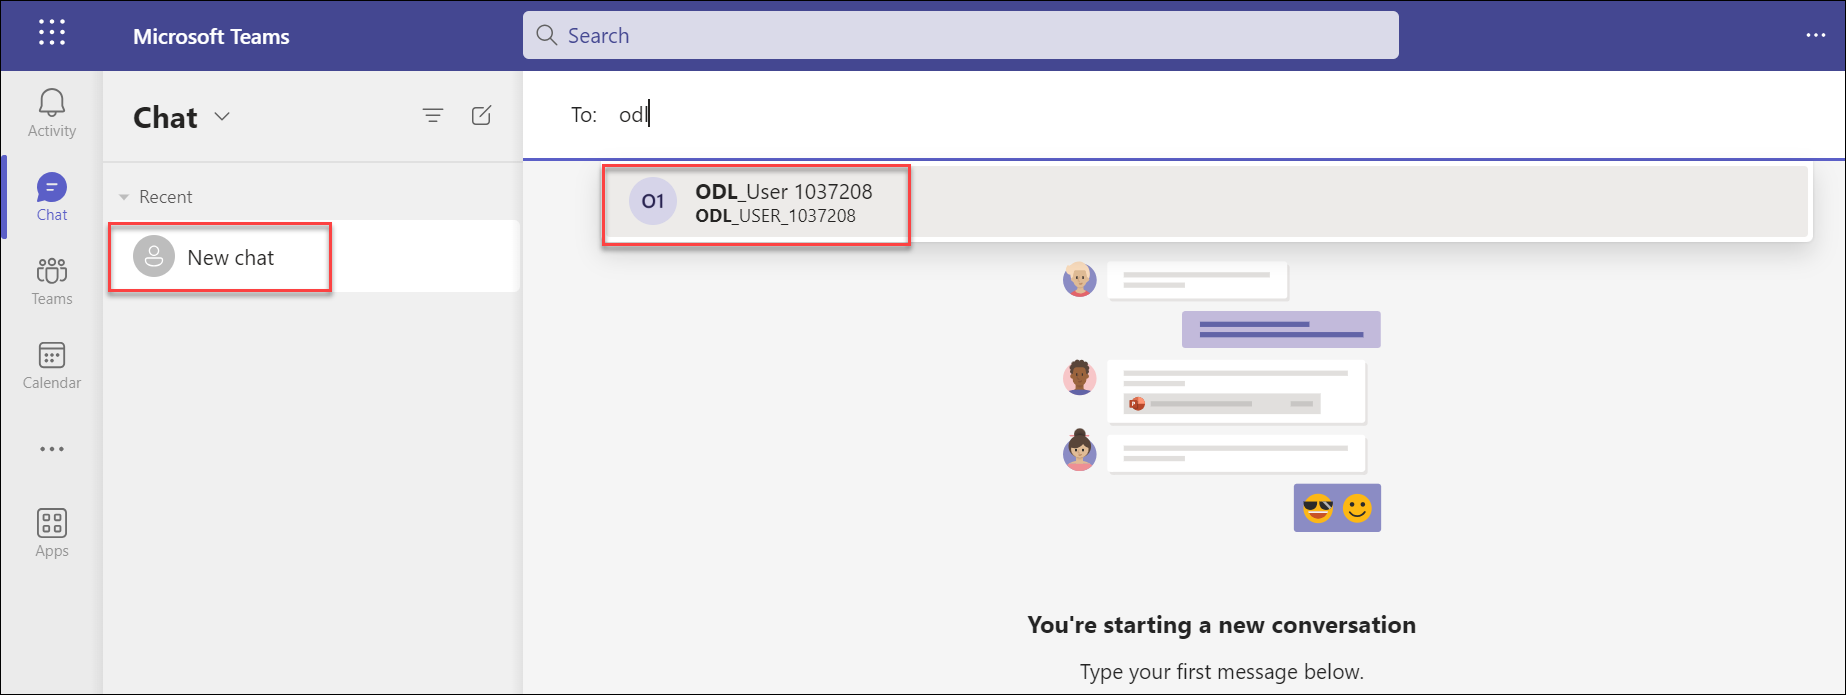 Microsoft Teams
Search
Activity
Chat
Teams
Calendar
Apps
Chat
Recent
New chat
To: odl
O1
ODL_User 1037208
ODL_USER_1037208
You're starting a new conversation
Type your first message below.